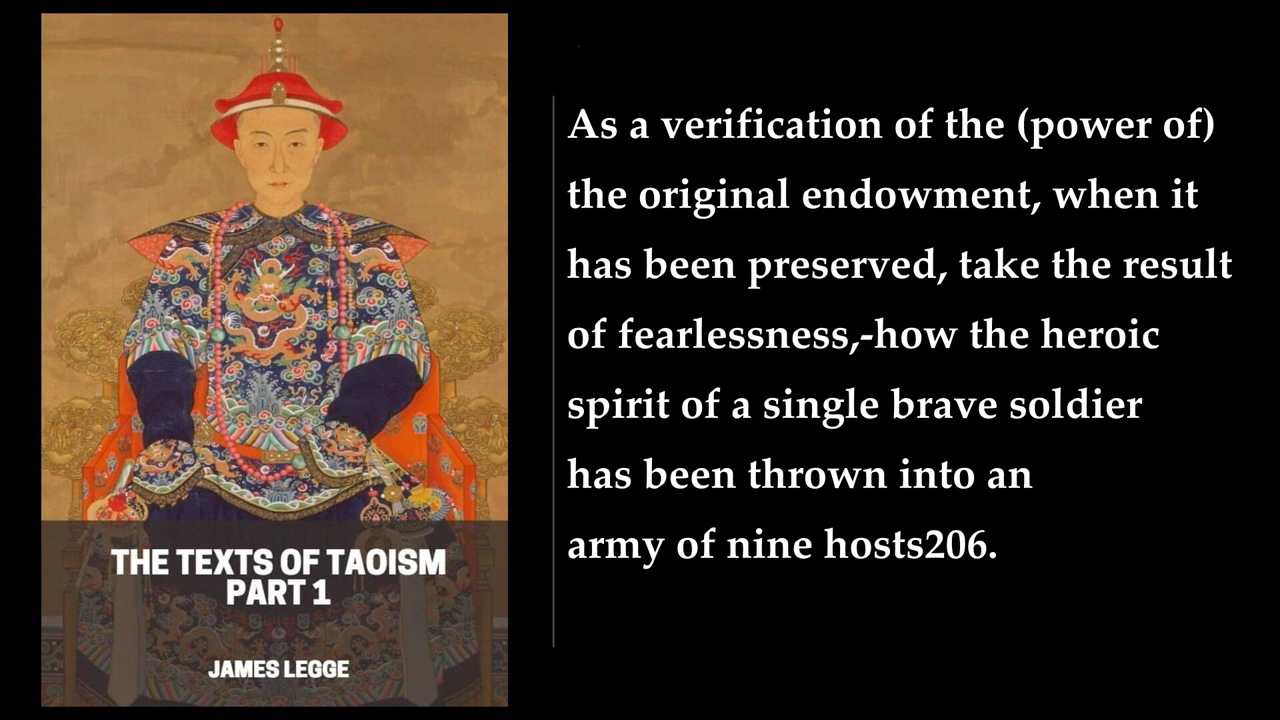 THE TEXTS OF TAOISM
PART 1
JAMES LEGGE
As a verification of the (power of)
the original endowment, when it
has been preserved, take the result
of fearlessness,-how the heroic
spirit of a single brave soldier
has been thrown into an
army of nine hosts206.